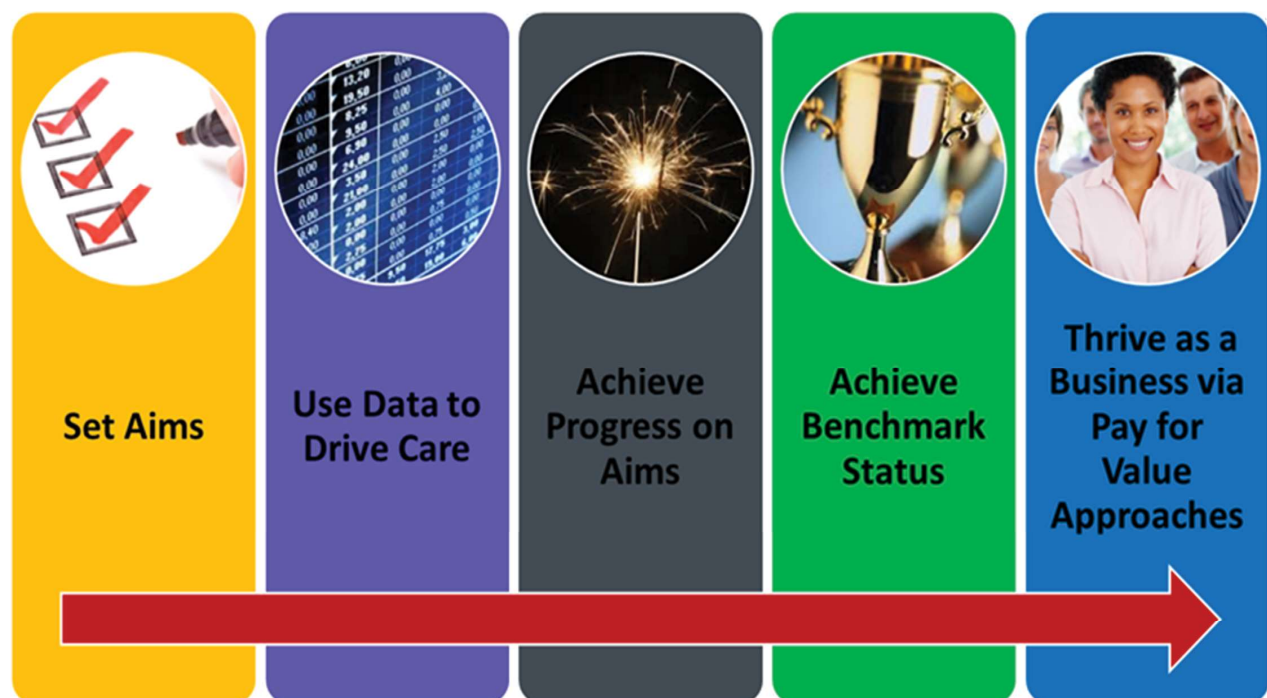 Set Aims
Use Data to
Drive Care
Achieve
Progress on
Aims
Achieve
Benchmark
Status
Thrive as a
Business via
Pay for
Value
Approaches